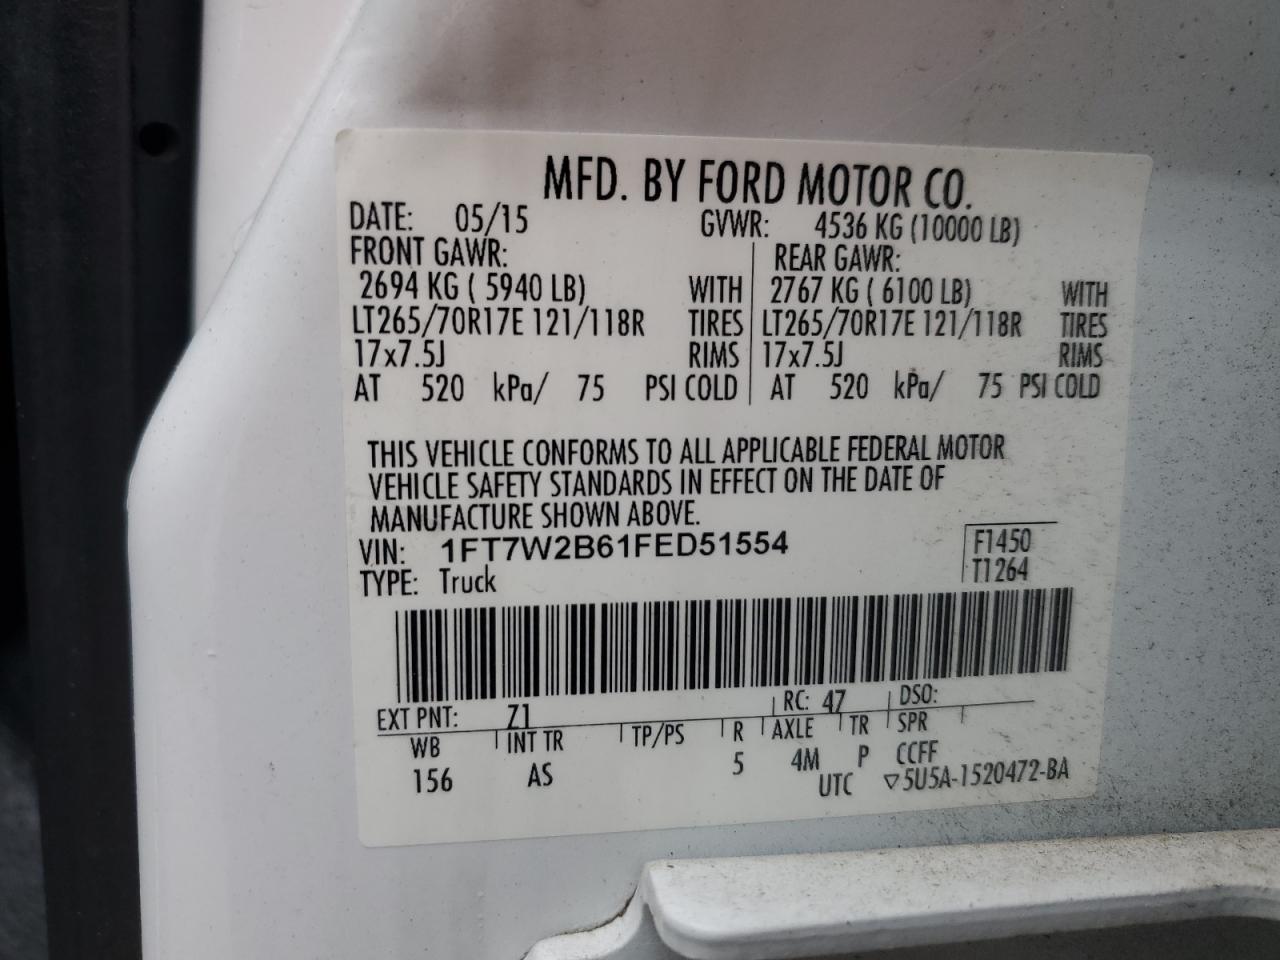 MFD. BY FORD MOTOR CO.
DATE: 05/15 GVWR: 4536 KG (10000 LB)
FRONT GAWR: REAR GAWR:
2694 KG ( 5940 LB) WITH 2767 KG ( 6100 LB) WITH
LT265/70R17E 121/118R TIRES LT265/70R17E 121/118R TIRES
17x7.5J RIMS 17x7.5J RIMS
AT 520 kPa/ 75 PSI COLD AT 520 kPa/ 75 PSI COLD
THIS VEHICLE CONFORMS TO ALL APPLICABLE FEDERAL MOTOR
VEHICLE SAFETY STANDARDS IN EFFECT ON THE DATE OF
MANUFACTURE SHOWN ABOVE.
VIN: 1FT7W2B61FED51554 F1450
TYPE: Truck T1264
EXT PNT: Z1 RC: 47 DSO:
WB INT TR TP/PS R AXLE TR SPR
156 AS 5 4M P CCFF
UTC ▽5U5A-1520472-BA